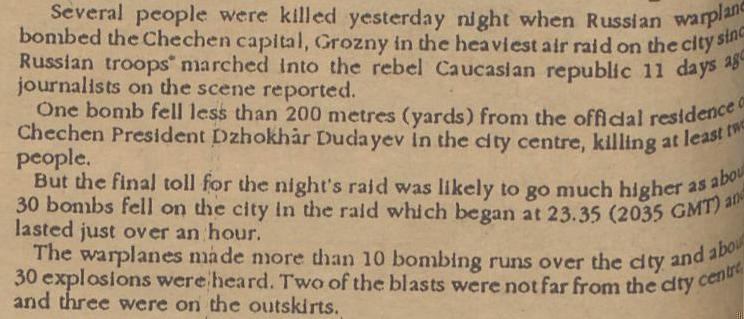 Several people were killed yesterday night when Russian warplane
bombed the Chechen capital, Grozny in the heaviest air raid on the city sinc
Russian troops marched into the rebel Caucasian republic 11 days ago
journalists on the scene reported.
One bomb fell less than 200 metres (yards) from the official residence o
Chechen President Dzhokhar Dudayev in the city centre, killing at least two
people.
But the final toll for the night's raid was likely to go much higher as about
30 bombs fell on the city in the raid which began at 23.35 (2035 GMT) and
lasted just over an hour.
The warplanes made more than 10 bombing runs over the city and about
30 explosions were heard. Two of the blasts were not far from the city centre,
and three were on the outskirts.